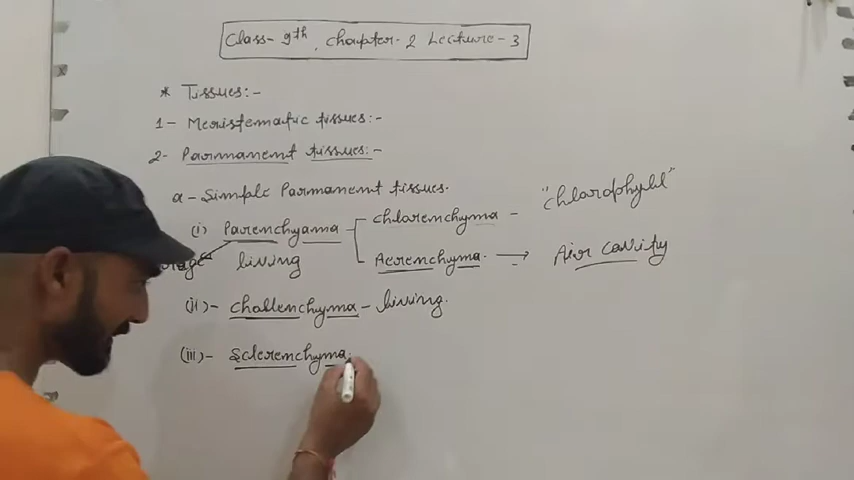 Class- 9th, Chapter-2 Lecture-3
* Tissues:-
1- Meristematic tissues:-
2- Parmanent tissues:-
a- Simple Parmanent tissues.
(i) Parenchyama
chlorenchyma - "chlorophyll"
living
Aerenchyma. → Air cavity
(ii)- Chollenchyma - living.
(iii)- Sclerenchyma.